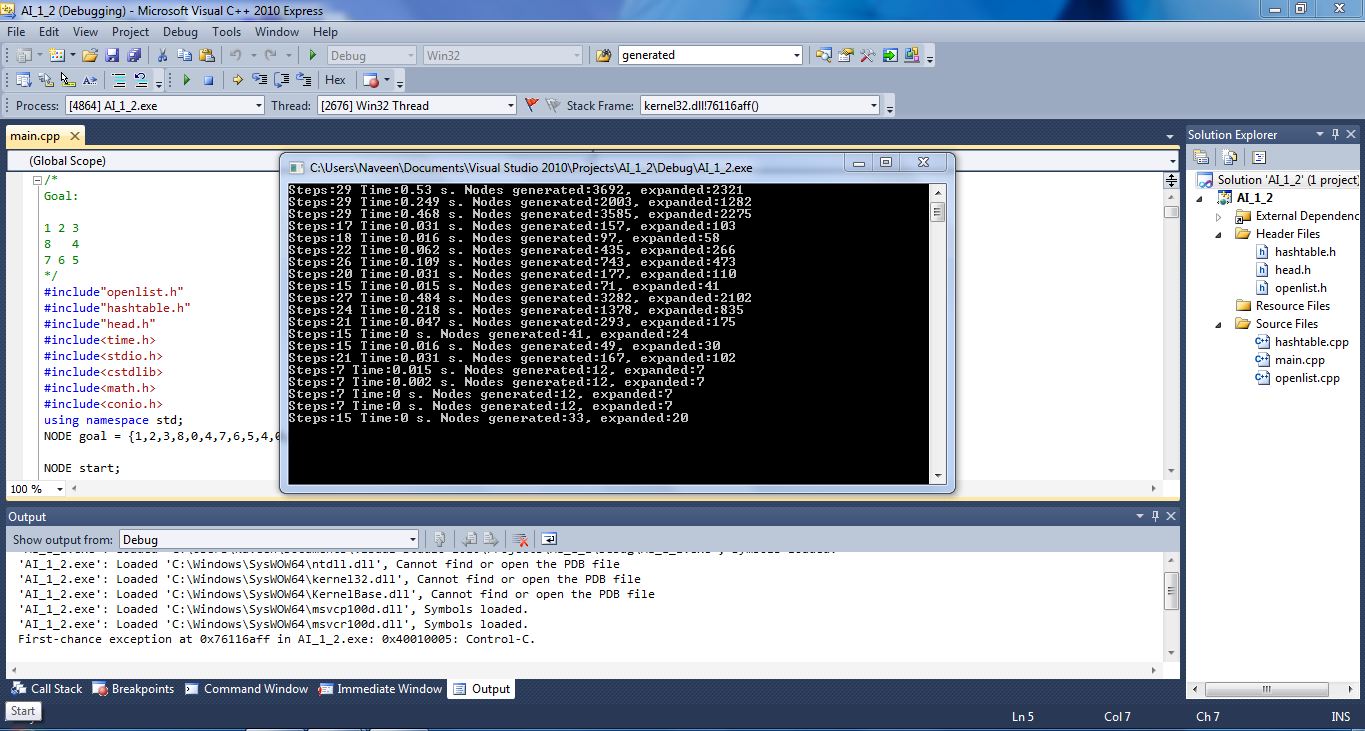 AI_1_2 (Debugging) - Microsoft Visual C++ 2010 Express
File Edit View Project Debug Tools Window Help
Debug Win32 generated
Hex
Process: [4864] AI_1_2.exe Thread: [2676] Win32 Thread Stack Frame: kernel32.dll!76116aff()
main.cpp
(Global Scope)
/*
Goal:
1 2 3
8 4
7 6 5
*/
#include"openlist.h"
#include"hashtable.h"
#include"head.h"
#include<time.h>
#include<stdio.h>
#include<cstdlib>
#include<math.h>
#include<conio.h>
using namespace std;
NODE goal = {1,2,3,8,0,4,7,6,5,4,0
NODE start;
100 %
C:\Users\Naveen\Documents\Visual Studio 2010\Projects\AI_1_2\Debug\AI_1_2.exe
Steps:29 Time:0.53 s. Nodes generated:3692, expanded:2321
Steps:29 Time:0.249 s. Nodes generated:2003, expanded:1282
Steps:29 Time:0.468 s. Nodes generated:3585, expanded:2275
Steps:17 Time:0.031 s. Nodes generated:157, expanded:103
Steps:18 Time:0.016 s. Nodes generated:97, expanded:58
Steps:22 Time:0.062 s. Nodes generated:435, expanded:266
Steps:26 Time:0.109 s. Nodes generated:743, expanded:473
Steps:20 Time:0.031 s. Nodes generated:177, expanded:110
Steps:15 Time:0.015 s. Nodes generated:71, expanded:41
Steps:27 Time:0.484 s. Nodes generated:3282, expanded:2102
Steps:24 Time:0.218 s. Nodes generated:1378, expanded:835
Steps:21 Time:0.047 s. Nodes generated:293, expanded:175
Steps:15 Time:0 s. Nodes generated:41, expanded:24
Steps:15 Time:0.016 s. Nodes generated:49, expanded:30
Steps:21 Time:0.031 s. Nodes generated:167, expanded:102
Steps:7 Time:0.015 s. Nodes generated:12, expanded:7
Steps:7 Time:0.002 s. Nodes generated:12, expanded:7
Steps:7 Time:0 s. Nodes generated:12, expanded:7
Steps:7 Time:0 s. Nodes generated:12, expanded:7
Steps:15 Time:0 s. Nodes generated:33, expanded:20
Solution Explorer
Solution 'AI_1_2' (1 project)
AI_1_2
External Dependenc
Header Files
hashtable.h
head.h
openlist.h
Resource Files
Source Files
hashtable.cpp
main.cpp
openlist.cpp
Output
Show output from: Debug
'AI_1_2.exe': Loaded 'C:\Windows\SysWOW64\ntdll.dll', Cannot find or open the PDB file
'AI_1_2.exe': Loaded 'C:\Windows\SysWOW64\kernel32.dll', Cannot find or open the PDB file
'AI_1_2.exe': Loaded 'C:\Windows\SysWOW64\KernelBase.dll', Cannot find or open the PDB file
'AI_1_2.exe': Loaded 'C:\Windows\SysWOW64\msvcp100d.dll', Symbols loaded.
'AI_1_2.exe': Loaded 'C:\Windows\SysWOW64\msvcr100d.dll', Symbols loaded.
First-chance exception at 0x76116aff in AI_1_2.exe: 0x40010005: Control-C.
Call Stack Breakpoints Command Window Immediate Window Output
Start
Ln 5 Col 7 Ch 7 INS